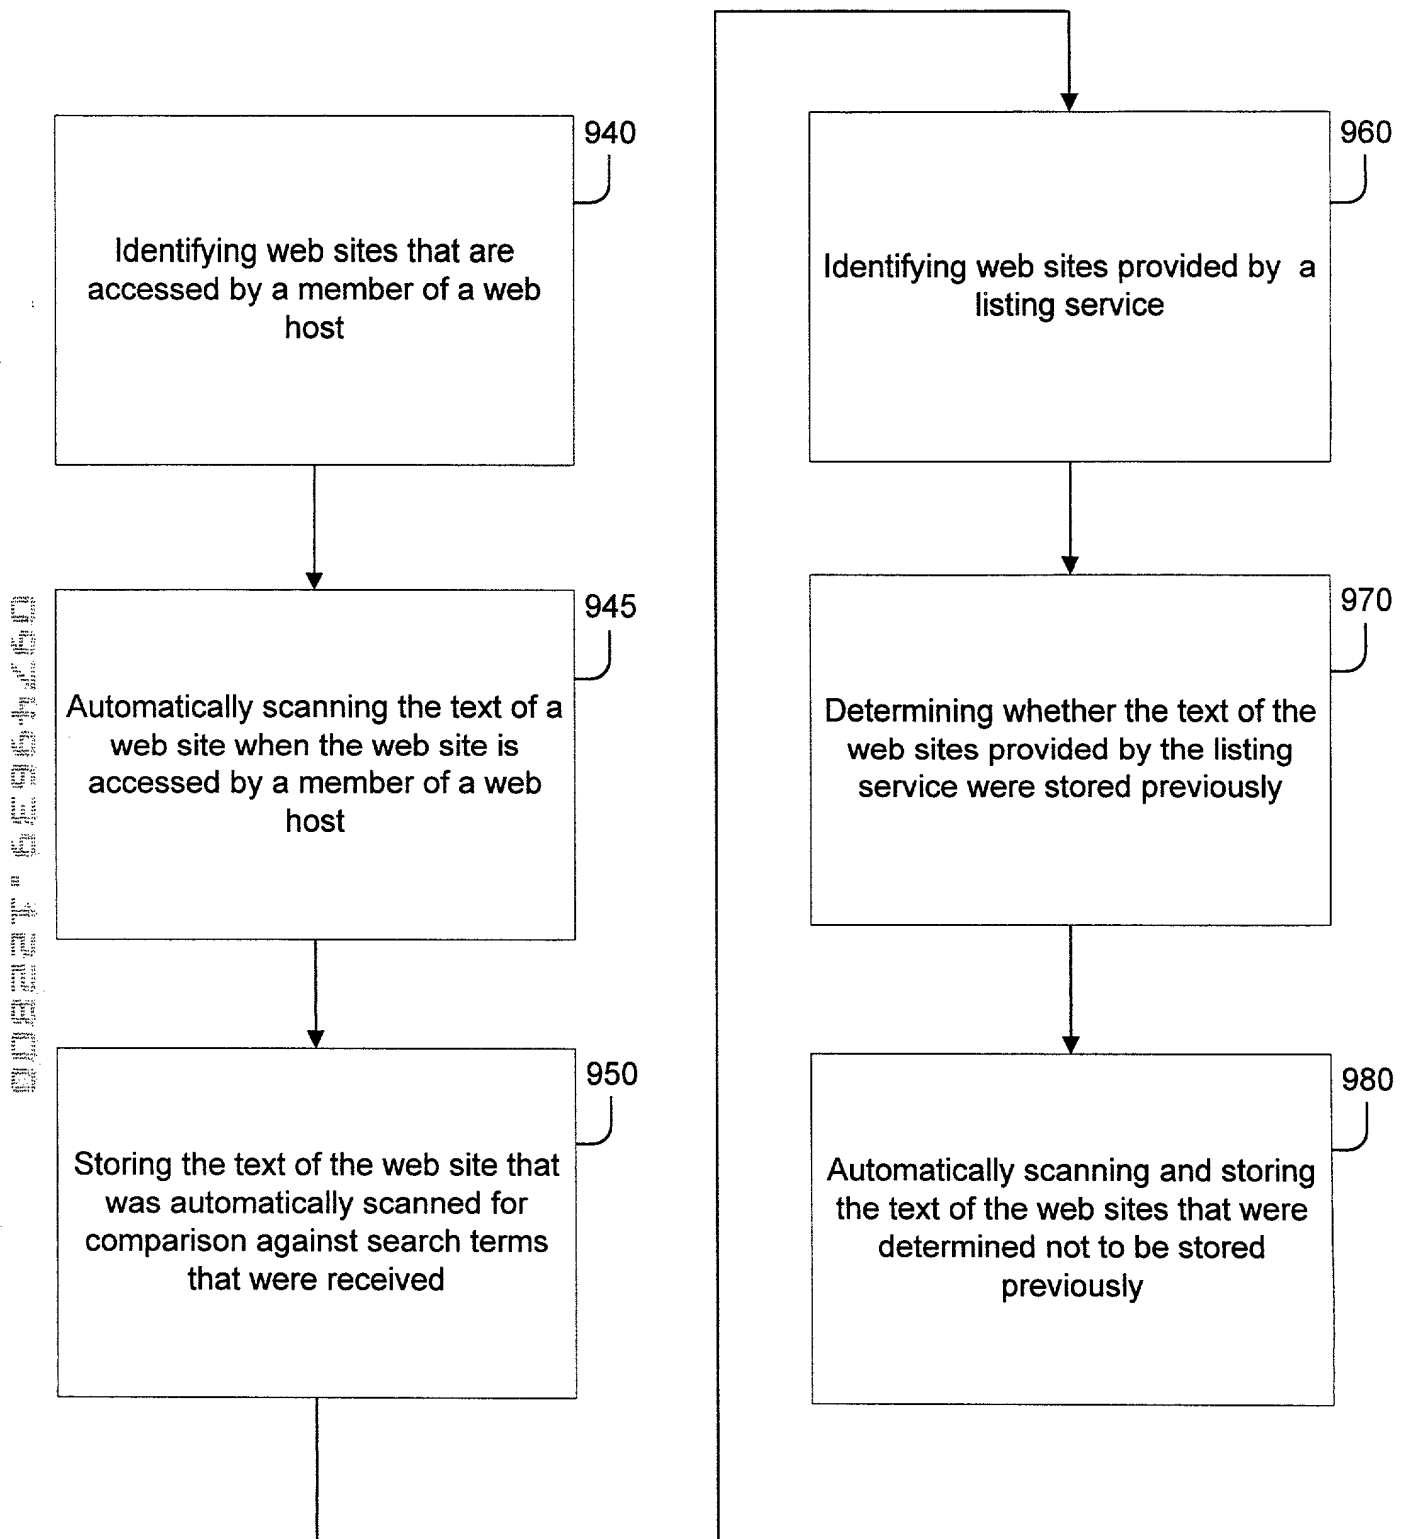 940
Identifying web sites that are
accessed by a member of a web
host
945
Automatically scanning the text of a
web site when the web site is
accessed by a member of a web
host
950
Storing the text of the web site that
was automatically scanned for
comparison against search terms
that were received
960
Identifying web sites provided by a
listing service
970
Determining whether the text of the
web sites provided by the listing
service were stored previously
980
Automatically scanning and storing
the text of the web sites that were
determined not to be stored
previously